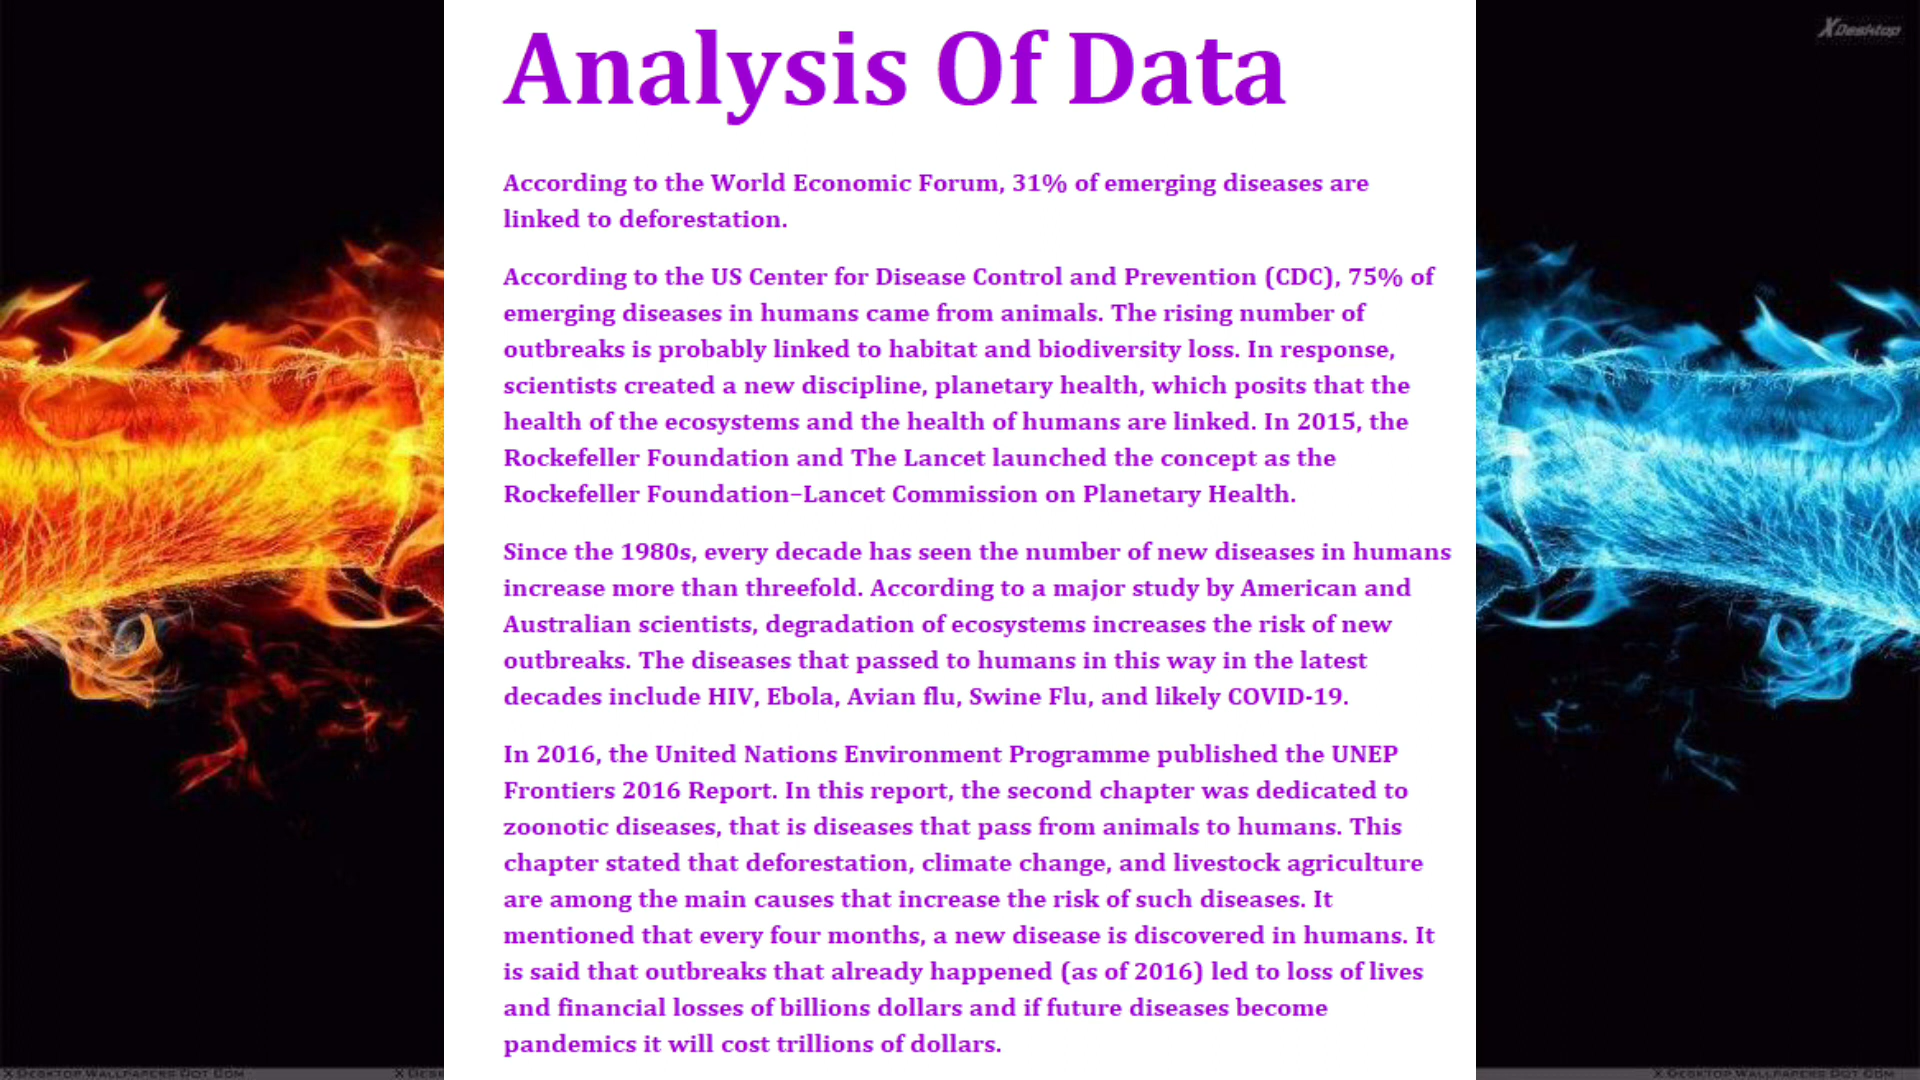 Analysis Of Data
XDesktop
According to the World Economic Forum, 31% of emerging diseases are
linked to deforestation.
According to the US Center for Disease Control and Prevention (CDC), 75% of
emerging diseases in humans came from animals. The rising number of
outbreaks is probably linked to habitat and biodiversity loss. In response,
scientists created a new discipline, planetary health, which posits that the
health of the ecosystems and the health of humans are linked. In 2015, the
Rockefeller Foundation and The Lancet launched the concept as the
Rockefeller Foundation–Lancet Commission on Planetary Health.
Since the 1980s, every decade has seen the number of new diseases in humans
increase more than threefold. According to a major study by American and
Australian scientists, degradation of ecosystems increases the risk of new
outbreaks. The diseases that passed to humans in this way in the latest
decades include HIV, Ebola, Avian flu, Swine Flu, and likely COVID-19.
In 2016, the United Nations Environment Programme published the UNEP
Frontiers 2016 Report. In this report, the second chapter was dedicated to
zoonotic diseases, that is diseases that pass from animals to humans. This
chapter stated that deforestation, climate change, and livestock agriculture
are among the main causes that increase the risk of such diseases. It
mentioned that every four months, a new disease is discovered in humans. It
is said that outbreaks that already happened (as of 2016) led to loss of lives
and financial losses of billions dollars and if future diseases become
pandemics it will cost trillions of dollars.
X DESKTOP WALLPAPERS DOT COM
X DESK
X DESKTOP WALLPAPERS DOT COM